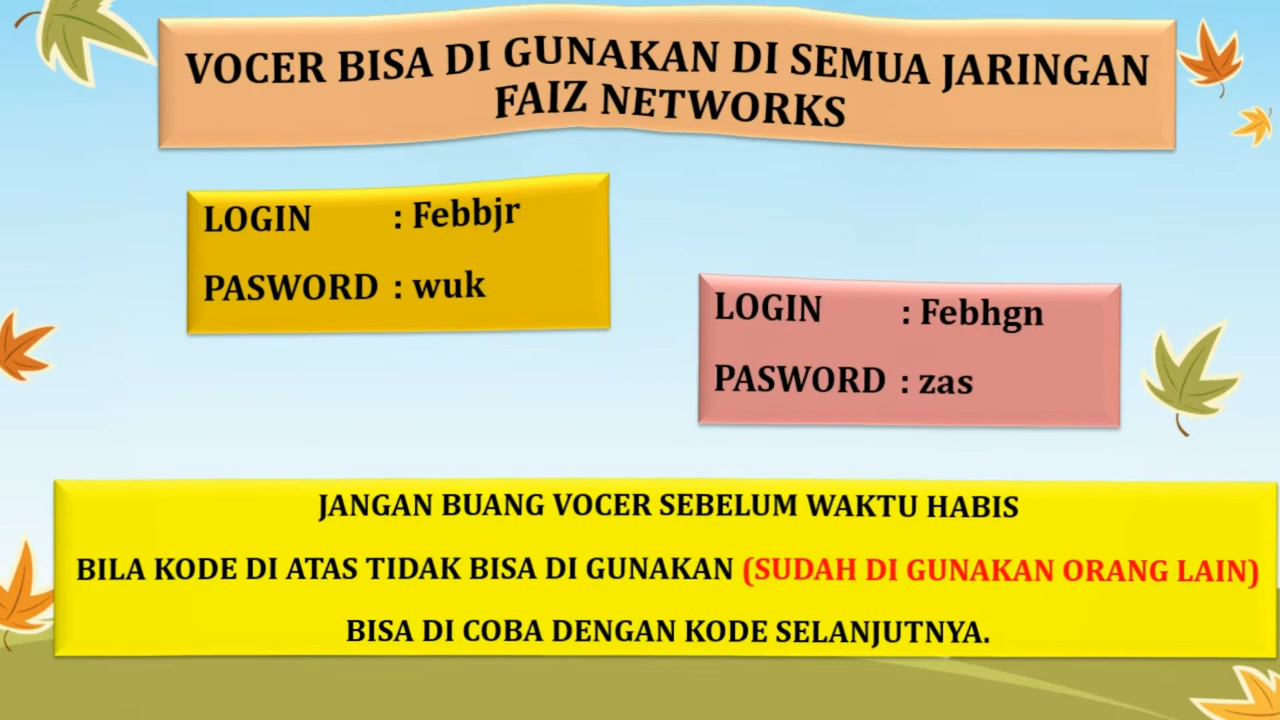 VOCER BISA DI GUNAKAN DI SEMUA JARINGAN
FAIZ NETWORKS
LOGIN : Febbjr
PASWORD : wuk
LOGIN : Febhgn
PASWORD : zas
JANGAN BUANG VOCER SEBELUM WAKTU HABIS
BILA KODE DI ATAS TIDAK BISA DI GUNAKAN (SUDAH DI GUNAKAN ORANG LAIN)
BISA DI COBA DENGAN KODE SELANJUTNYA.